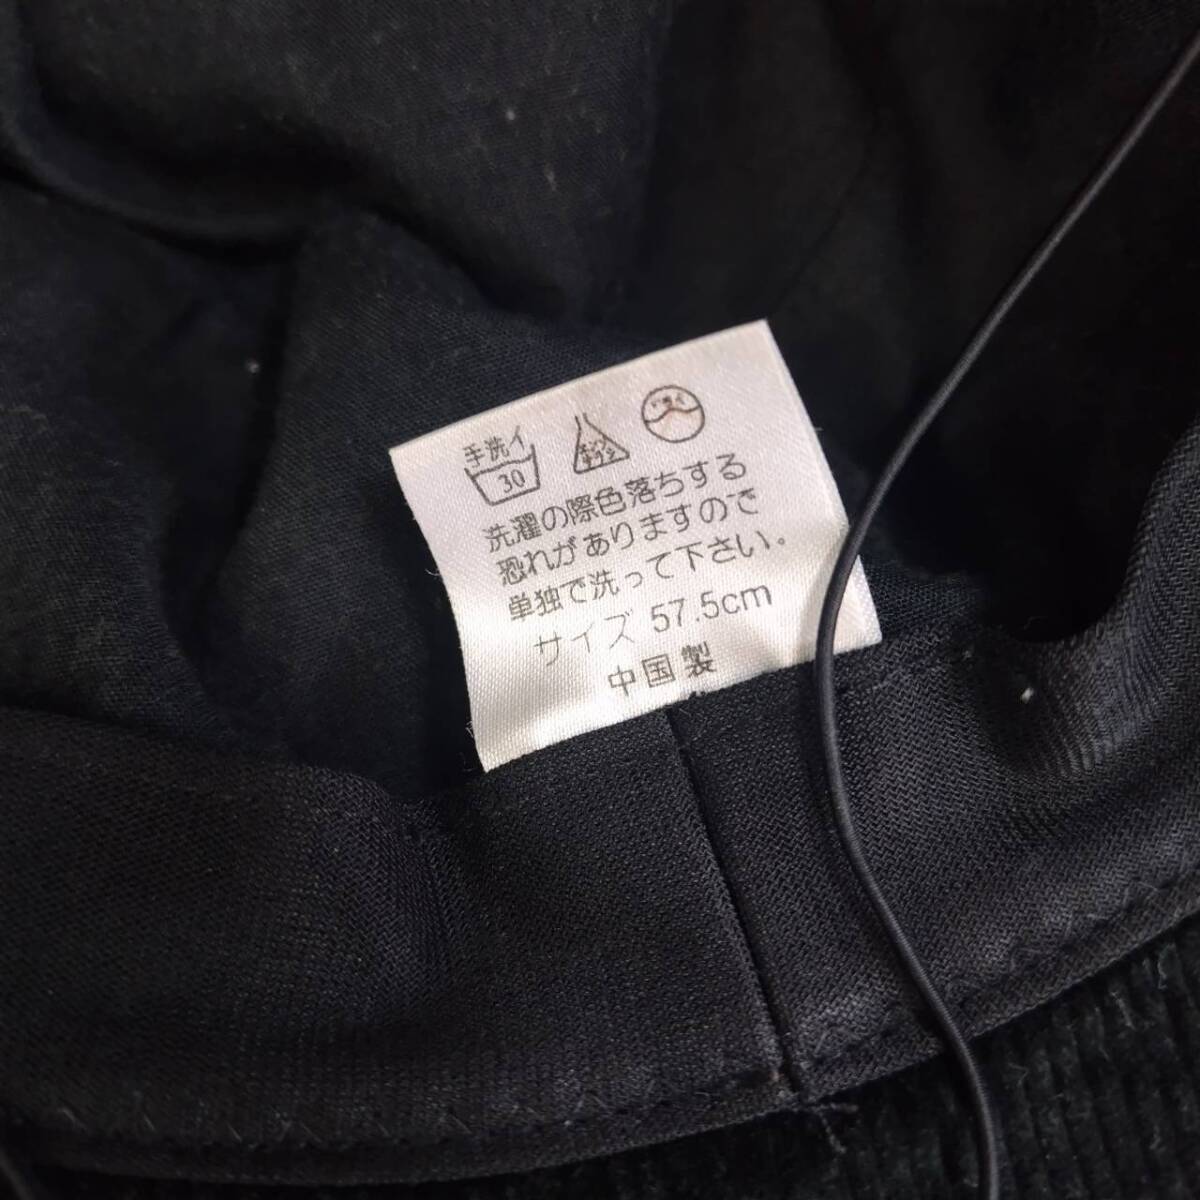 手洗イ
30
洗濯の際色落ちする
恐れがありますので
単独で洗って下さい。
サイズ 57.5cm
中国製